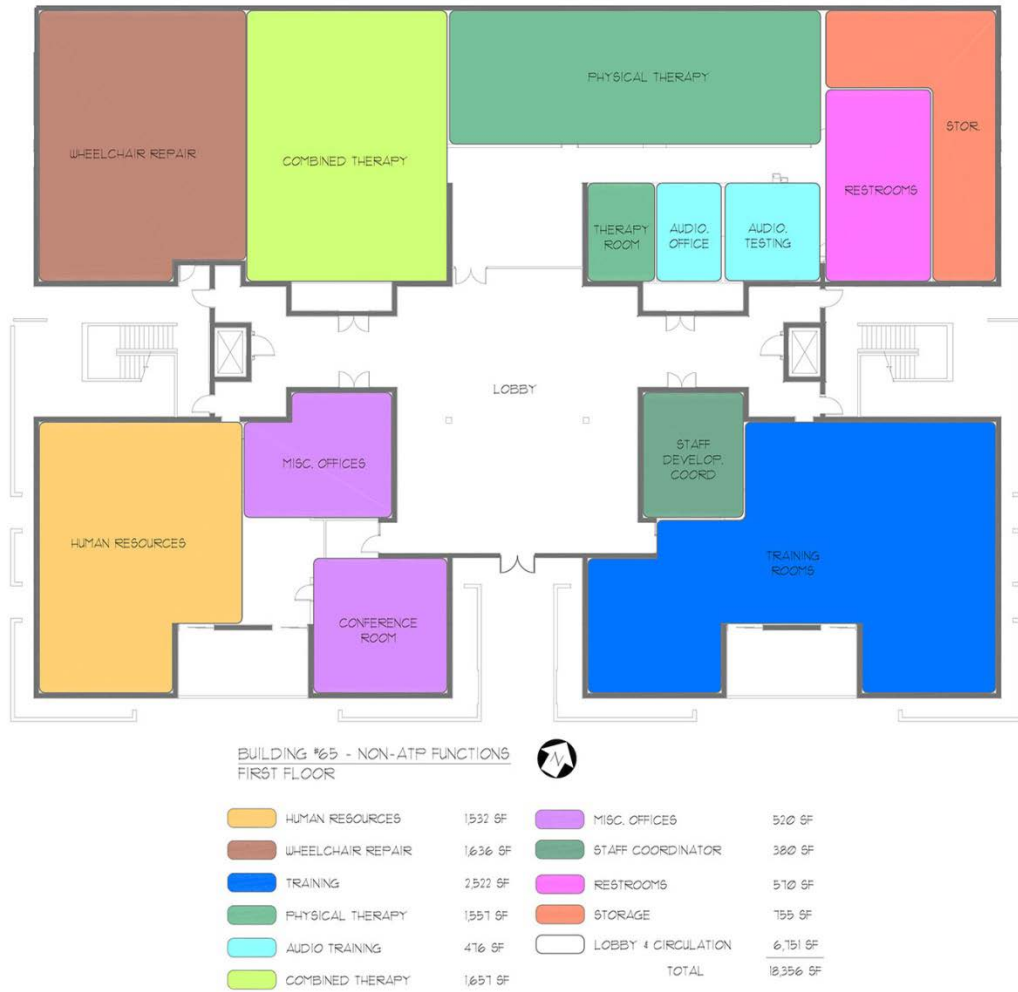 PHYSICAL THERAPY
STOR.
WHEELCHAIR REPAIR
COMBINED THERAPY
RESTROOMS
THERAPY
ROOM
AUDIO.
OFFICE
AUDIO.
TESTING
LOBBY
MISC. OFFICES
STAFF
DEVELOP.
COORD
HUMAN RESOURCES
TRAINING
ROOMS
CONFERENCE
ROOM
BUILDING #65 - NON-ATP FUNCTIONS
FIRST FLOOR
N
HUMAN RESOURCES 1,532 SF
WHEELCHAIR REPAIR 1,636 SF
TRAINING 2,522 SF
PHYSICAL THERAPY 1,557 SF
AUDIO TRAINING 476 SF
COMBINED THERAPY 1,657 SF
MISC. OFFICES 520 SF
STAFF COORDINATOR 380 SF
RESTROOMS 570 SF
STORAGE 755 SF
LOBBY & CIRCULATION 6,751 SF
TOTAL 18,356 SF